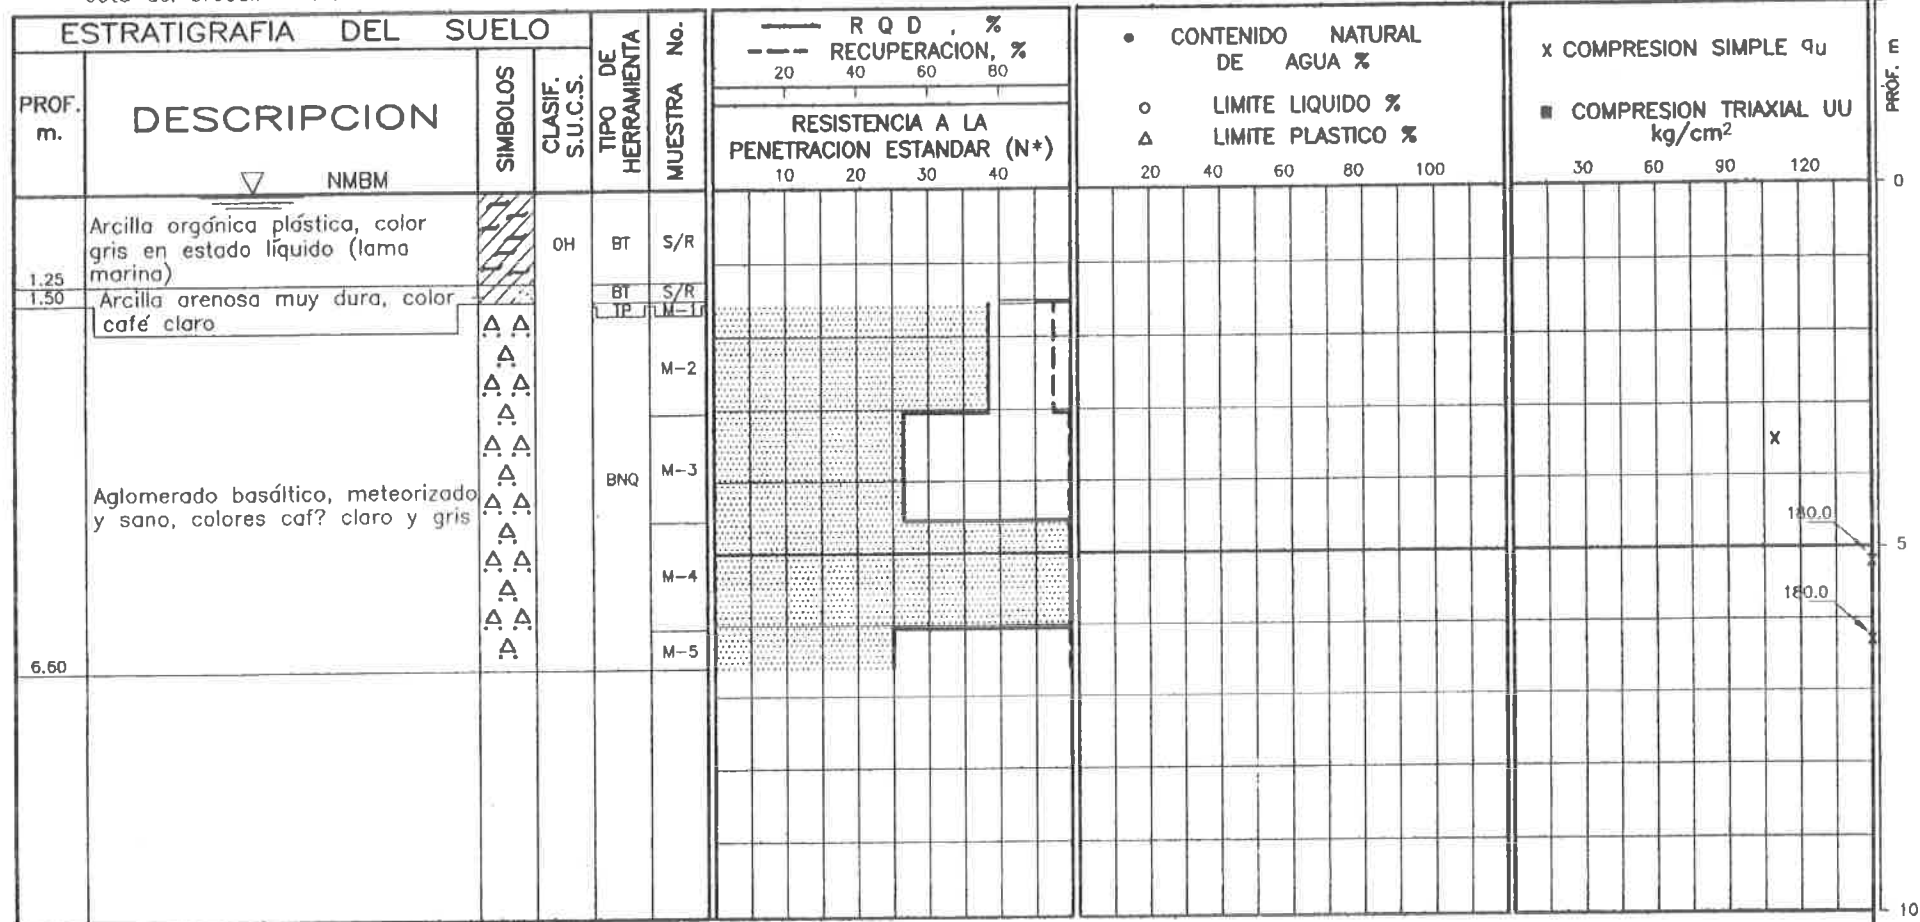 ESTRATIGRAFIA DEL SUELO
PROF. m.
DESCRIPCION
SIMBOLOS
CLASIF. S.U.C.S.
TIPO DE HERRAMIENTA
MUESTRA No.
NMBM
R Q D , %
RECUPERACION, %
20 40 60 80
RESISTENCIA A LA
PENETRACION ESTANDAR (N*)
10 20 30 40
CONTENIDO NATURAL
DE AGUA %
LIMITE LIQUIDO %
LIMITE PLASTICO %
20 40 60 80 100
x COMPRESION SIMPLE qu
COMPRESION TRIAXIAL UU
kg/cm²
30 60 90 120
PROF. m
0
Arcilla orgánica plástica, color
gris en estado líquido (lama
marina)
OH BT S/R
1.25
Arcilla arenosa muy dura, color
café claro
BT S/R
1.50
TP M-1
M-2
Aglomerado basáltico, meteorizado
y sano, colores caf? claro y gris
BNQ
M-3
x
180.0
5
M-4
180.0
M-5
6.60
10